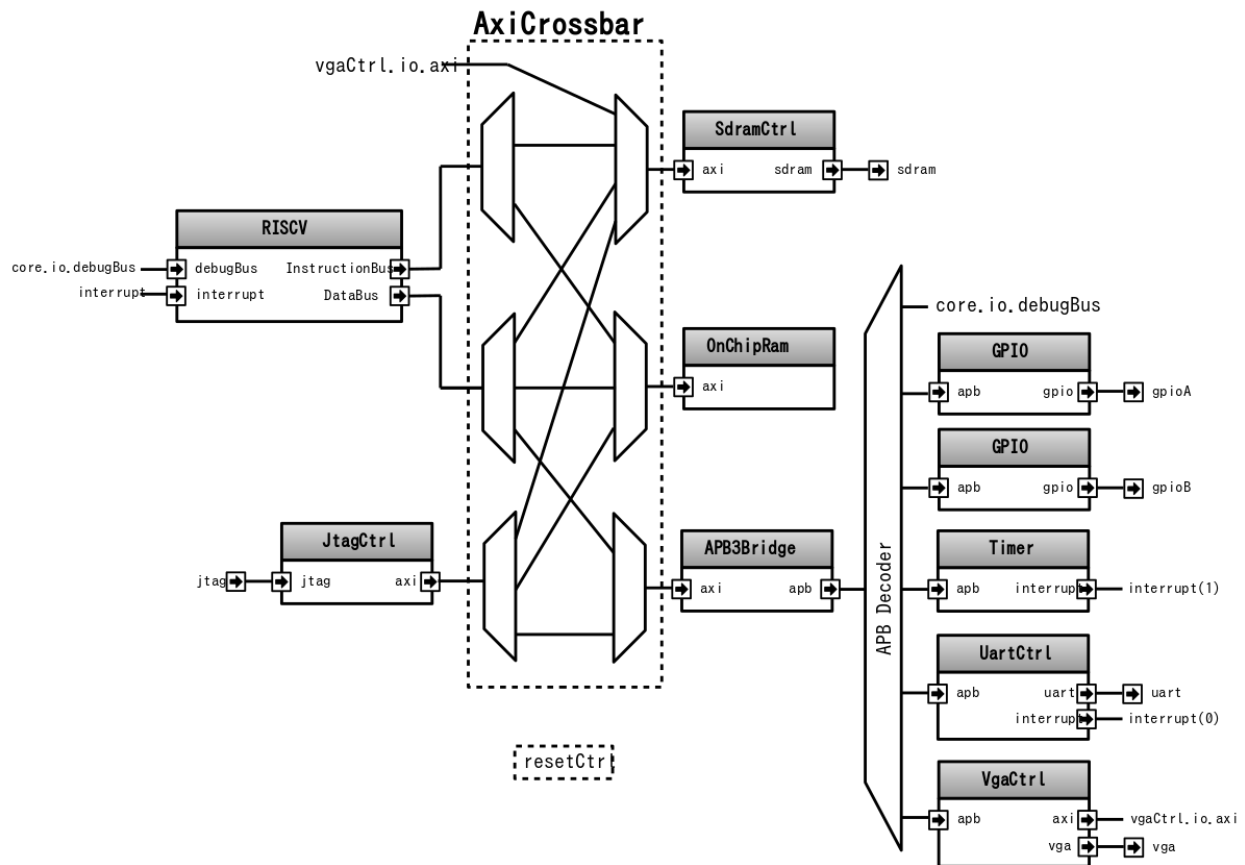 AxiCrossbar
vgaCtrl.io.axi
SdramCtrl
axi sdram sdram
RISCV
core.io.debugBus debugBus InstructionBus
interrupt interrupt DataBus
core.io.debugBus
OnChipRam
axi
GPIO
apb gpio gpioA
GPIO
apb gpio gpioB
JtagCtrl
jtag jtag axi
APB3Bridge
axi apb
APB Decoder
Timer
apb interrupt interrupt(1)
UartCtrl
apb uart uart
interrupt interrupt(0)
resetCtrl
VgaCtrl
apb axi vgaCtrl.io.axi
vga vga